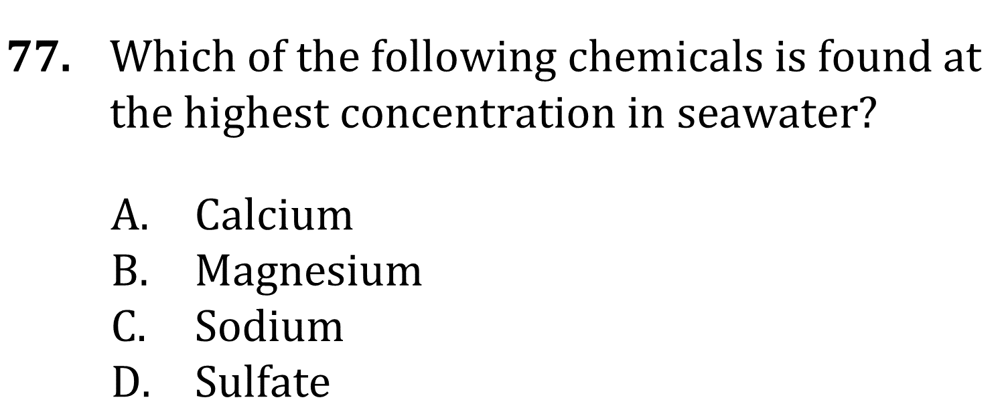 77. Which of the following chemicals is found at
the highest concentration in seawater?
A. Calcium
B. Magnesium
C. Sodium
D. Sulfate